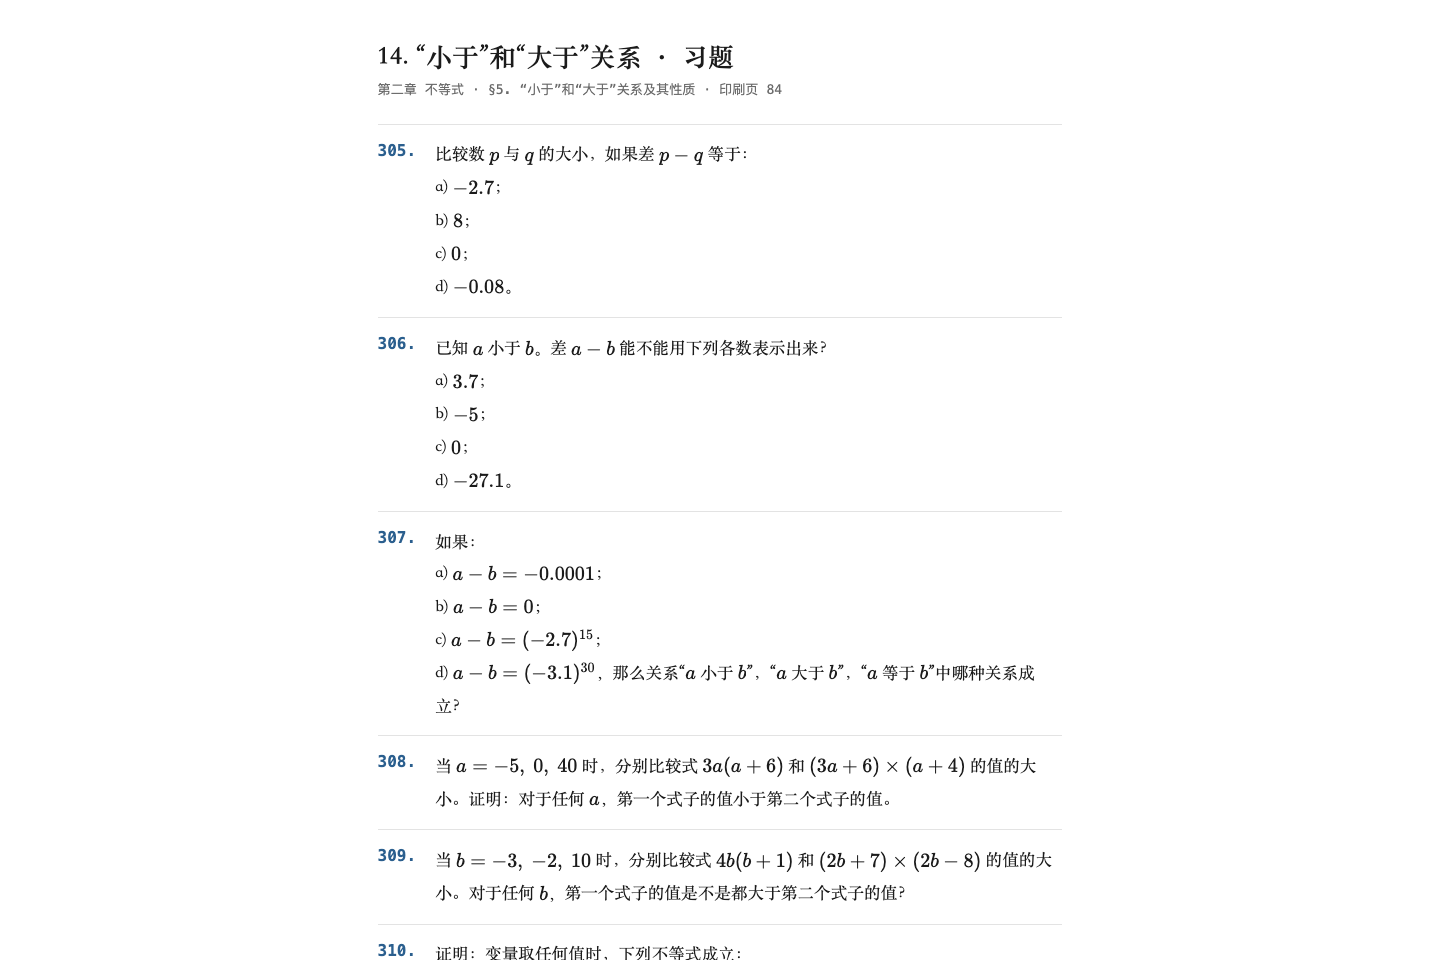 14. “小于”和“大于”关系 · 习题
第二章 不等式 · §5. “小于”和“大于”关系及其性质 · 印刷页 84
305. 比较数 p 与 q 的大小，如果差 p − q 等于：
a) −2.7；
b) 8；
c) 0；
d) −0.08。
306. 已知 a 小于 b。差 a − b 能不能用下列各数表示出来？
a) 3.7；
b) −5；
c) 0；
d) −27.1。
307. 如果：
a) a − b = −0.0001；
b) a − b = 0；
c) a − b = (−2.7)^15；
d) a − b = (−3.1)^30，那么关系“a 小于 b”，“a 大于 b”，“a 等于 b”中哪种关系成
立？
308. 当 a = −5, 0, 40 时，分别比较式 3a(a + 6) 和 (3a + 6) × (a + 4) 的值的大
小。证明：对于任何 a，第一个式子的值小于第二个式子的值。
309. 当 b = −3, −2, 10 时，分别比较式 4b(b + 1) 和 (2b + 7) × (2b − 8) 的值的大
小。对于任何 b，第一个式子的值是不是都大于第二个式子的值？
310. 证明：变量取任何值时，下列不等式成立：